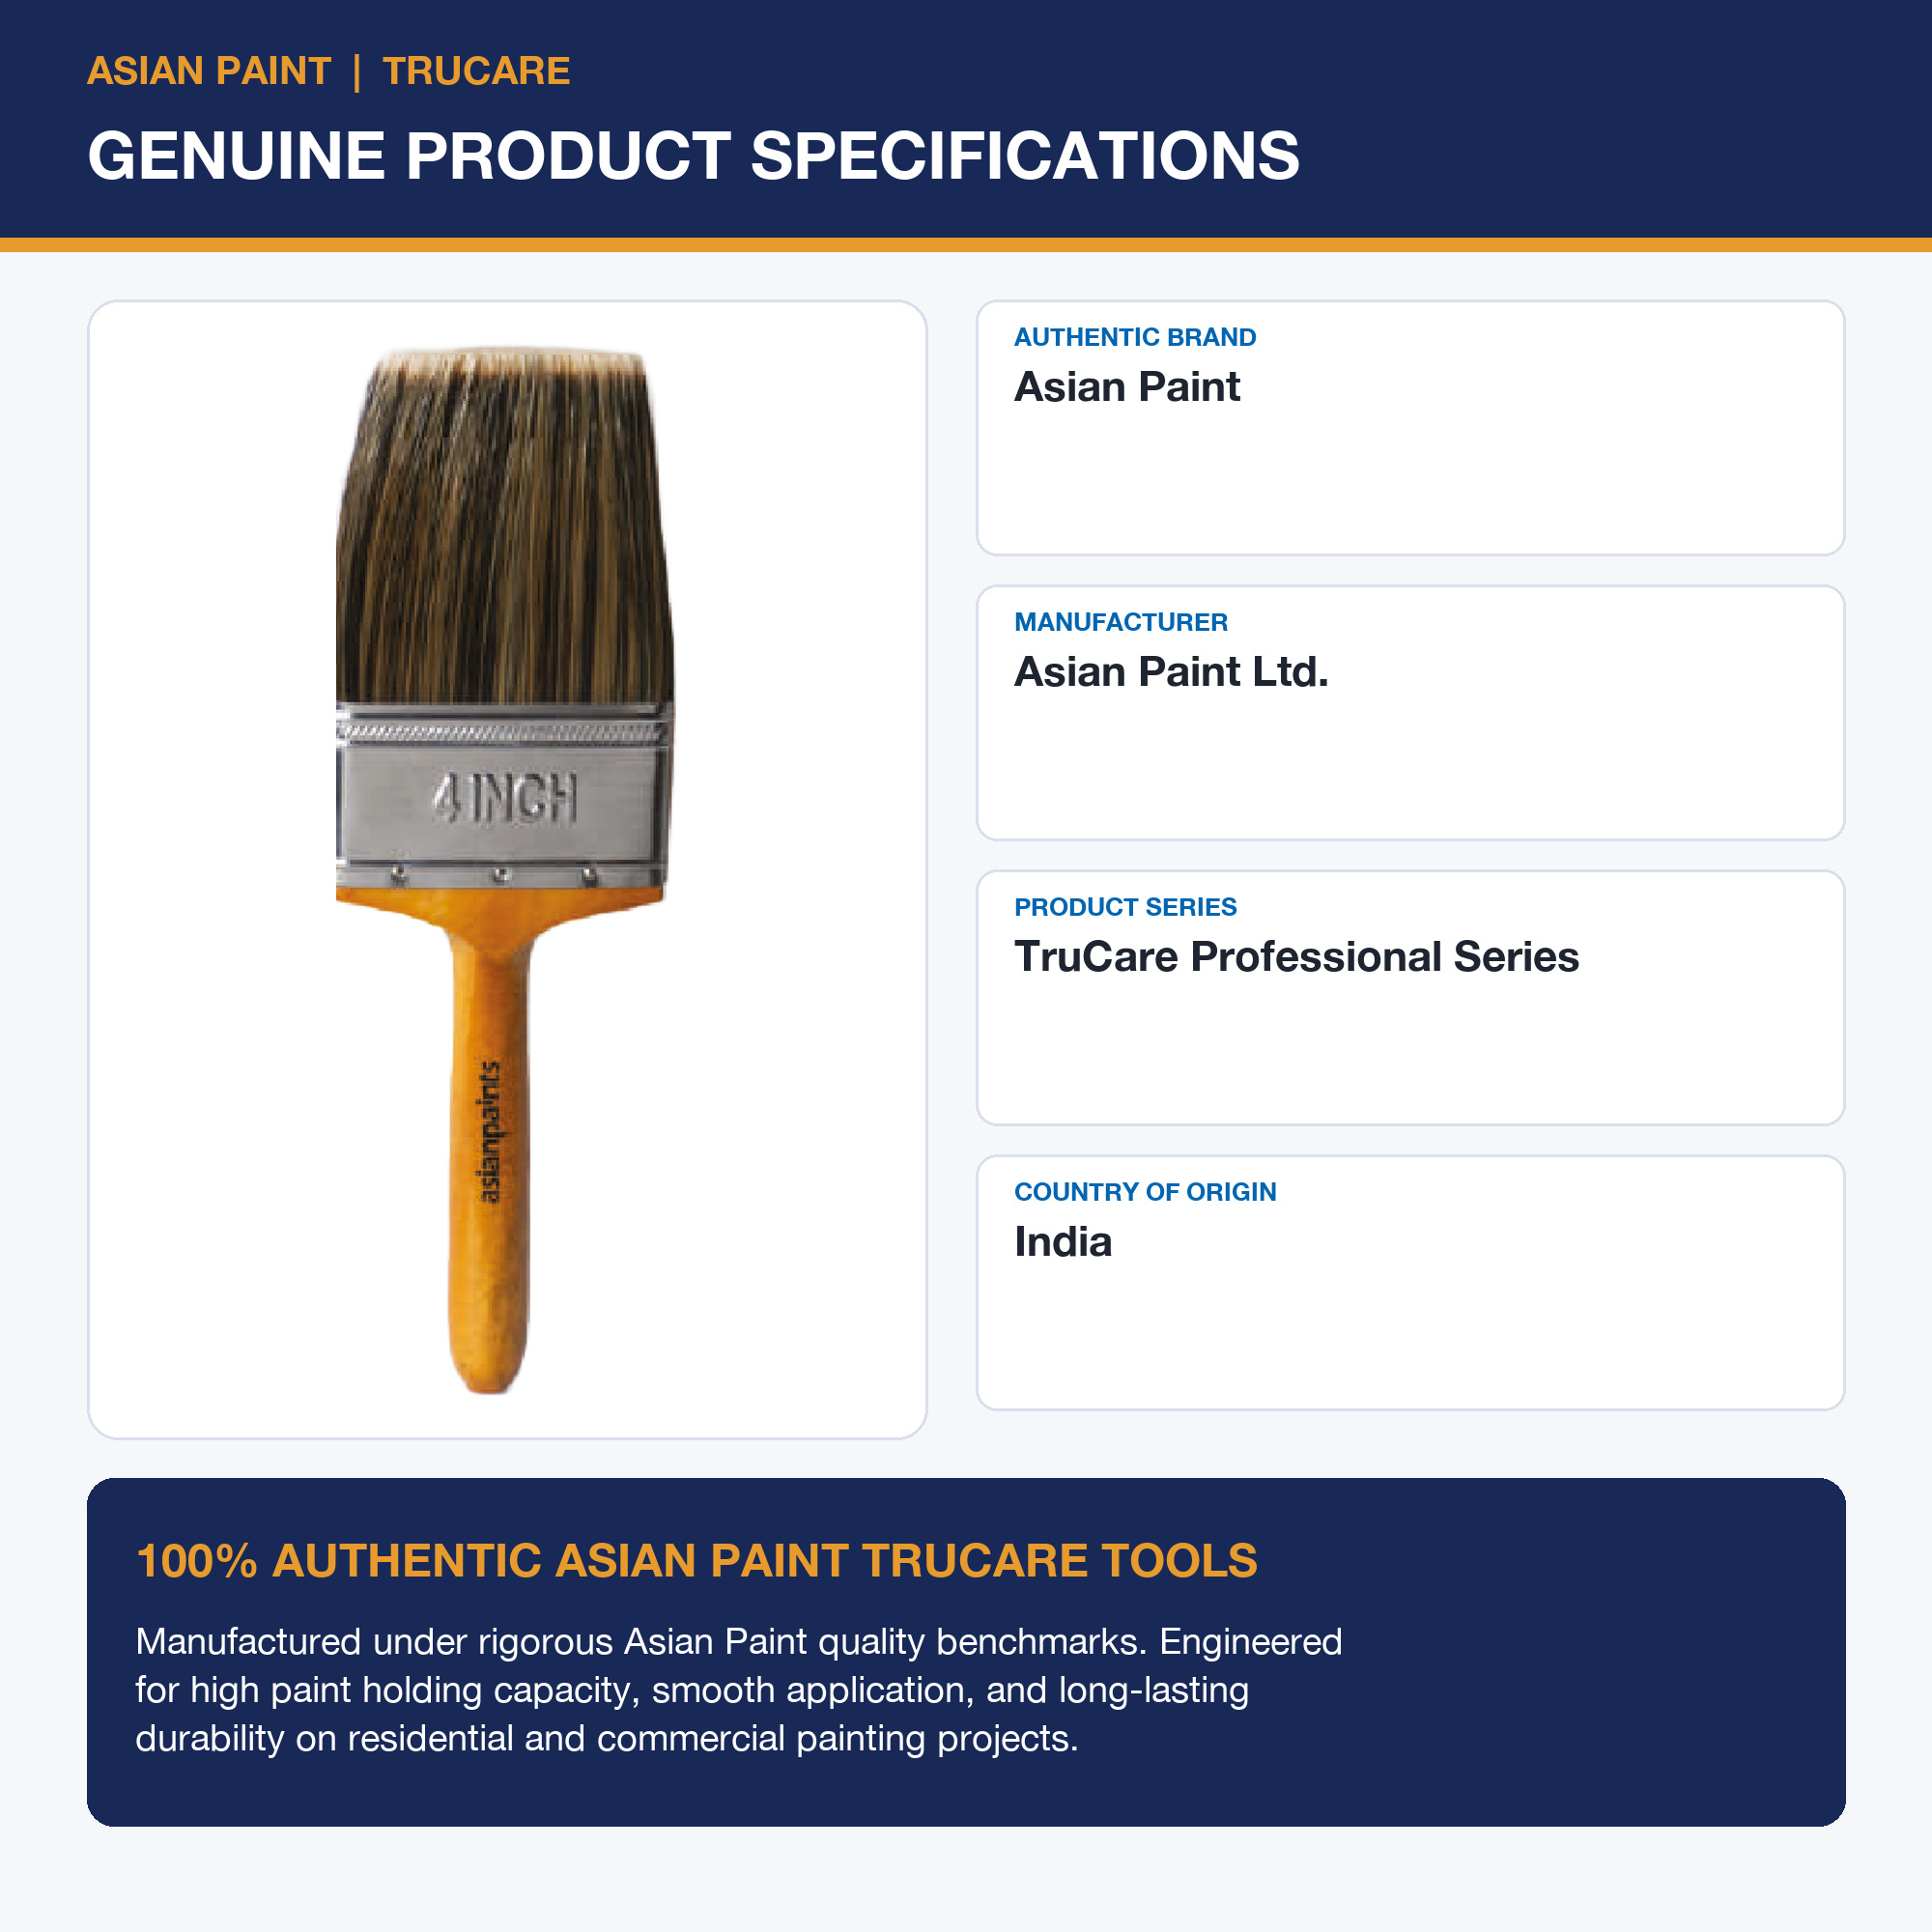 ASIAN PAINT | TRUCARE
GENUINE PRODUCT SPECIFICATIONS
4 INCH
asianpaints
AUTHENTIC BRAND
Asian Paint
MANUFACTURER
Asian Paint Ltd.
PRODUCT SERIES
TruCare Professional Series
COUNTRY OF ORIGIN
India
100% AUTHENTIC ASIAN PAINT TRUCARE TOOLS
Manufactured under rigorous Asian Paint quality benchmarks. Engineered
for high paint holding capacity, smooth application, and long-lasting
durability on residential and commercial painting projects.